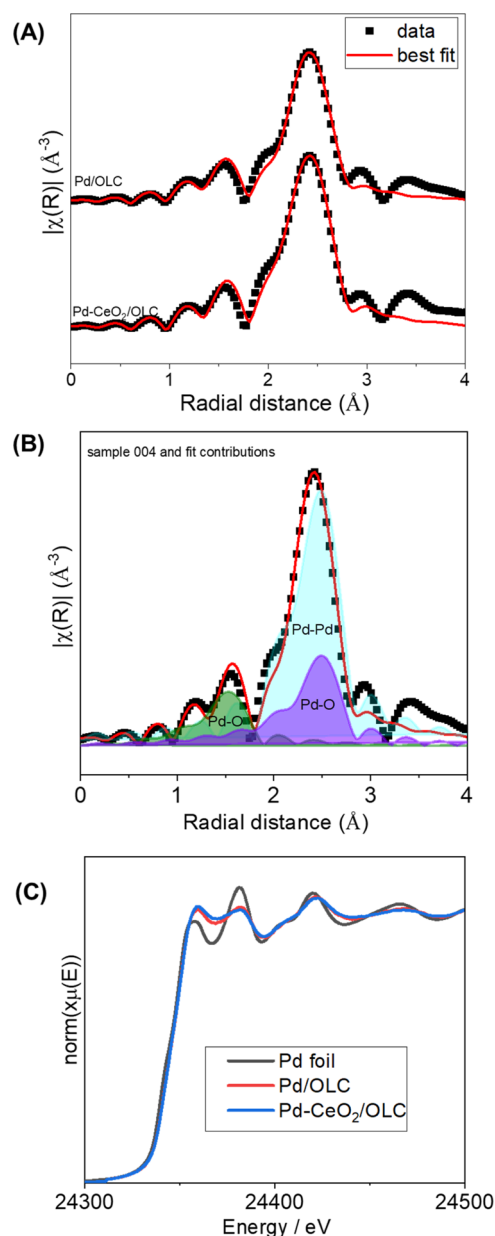 (A)
data
best fit
Pd/OLC
Pd-CeO₂/OLC
|χ(R)| (Å⁻³)
0 1 2 3 4
Radial distance (Å)
(B)
sample 004 and fit contributions
Pd-Pd
Pd-O
Pd-O
|χ(R)| (Å⁻³)
0 1 2 3 4
Radial distance (Å)
(C)
norm(xμ(E))
Pd foil
Pd/OLC
Pd-CeO₂/OLC
24300 24400 24500
Energy / eV